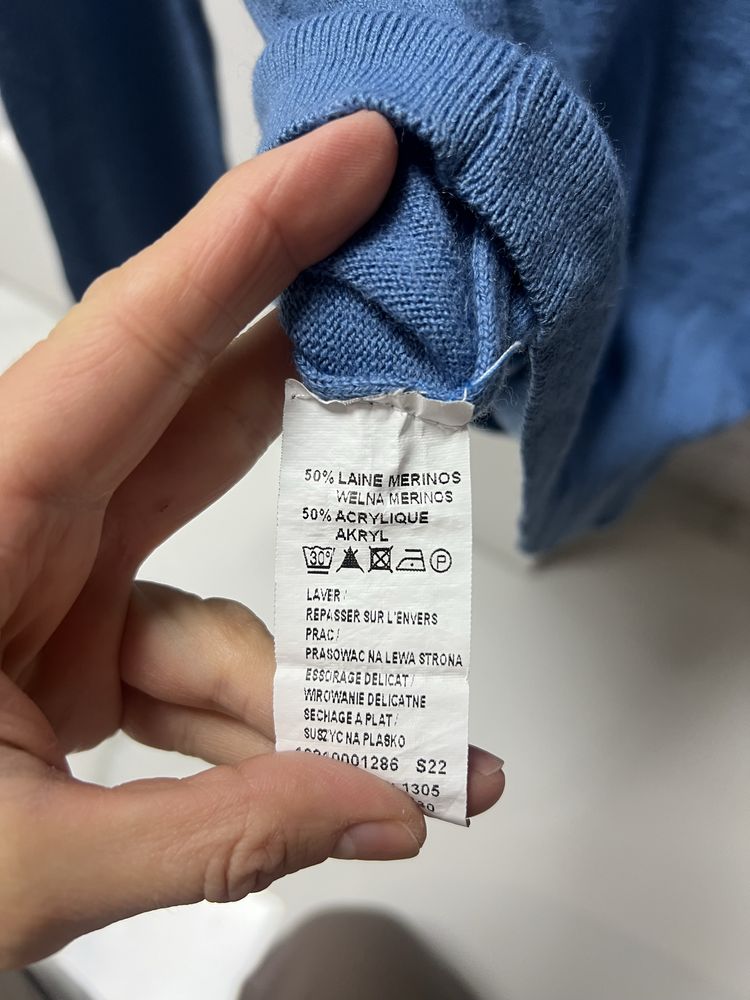 50% LAINE MERINOS
WELNA MERINOS
50% ACRYLIQUE
AKRYL
30° P
LAVER /
REPASSER SUR L'ENVERS
PRAC /
PRASOWAC NA LEWA STRONA
ESSORAGE DELICAT /
WIROWANIE DELICATNE
SECHAGE A PLAT /
SUSZYC NA PLASKO
S22
1305